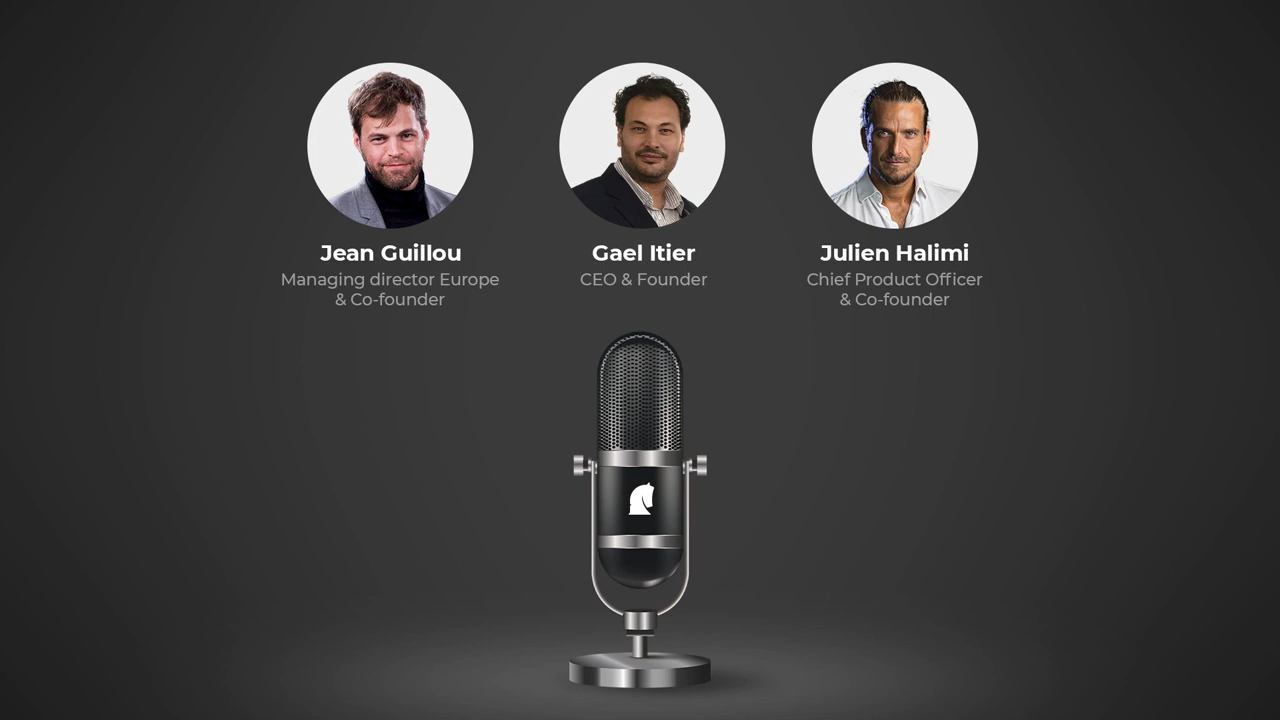 Jean Guillou
Managing director Europe
& Co-founder
Gael Itier
CEO & Founder
Julien Halimi
Chief Product Officer
& Co-founder